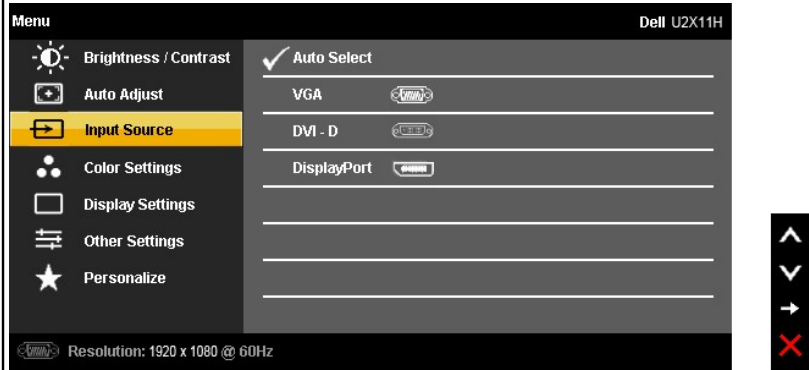 Menu Dell U2X11H
Brightness / Contrast Auto Select
Auto Adjust VGA
Input Source DVI - D
Color Settings DisplayPort
Display Settings
Other Settings
Personalize
Resolution: 1920 x 1080 @ 60Hz